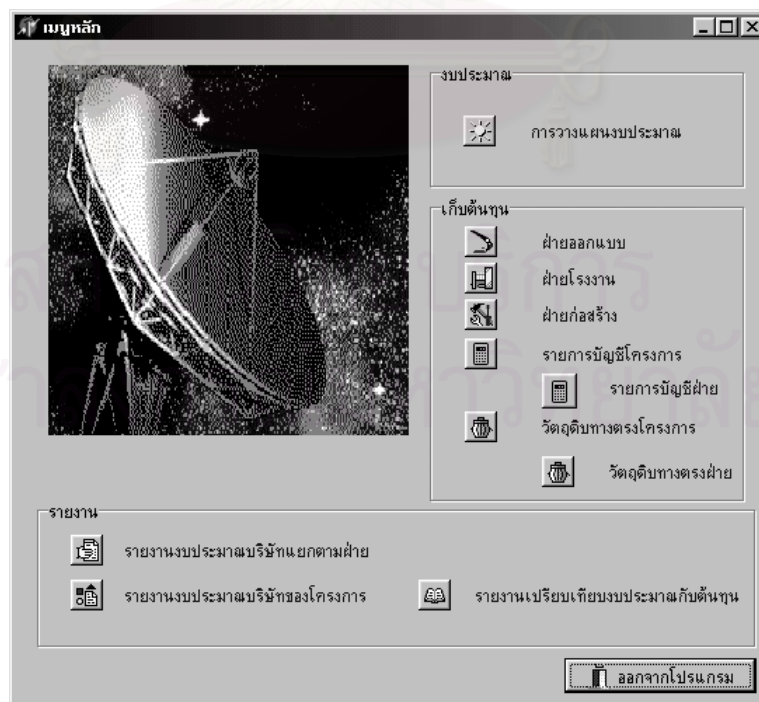 เมนูหลัก
งบประมาณ
การวางแผนงบประมาณ
เก็บต้นทุน
ฝ่ายออกแบบ
ฝ่ายโรงงาน
ฝ่ายก่อสร้าง
รายการบัญชีโครงการ
รายการบัญชีฝ่าย
วัตถุดิบทางตรงโครงการ
วัตถุดิบทางตรงฝ่าย
รายงาน
รายงานงบประมาณบริษัทแยกตามฝ่าย
รายงานงบประมาณบริษัทของโครงการ
รายงานเปรียบเทียบงบประมาณกับต้นทุน
ออกจากโปรแกรม